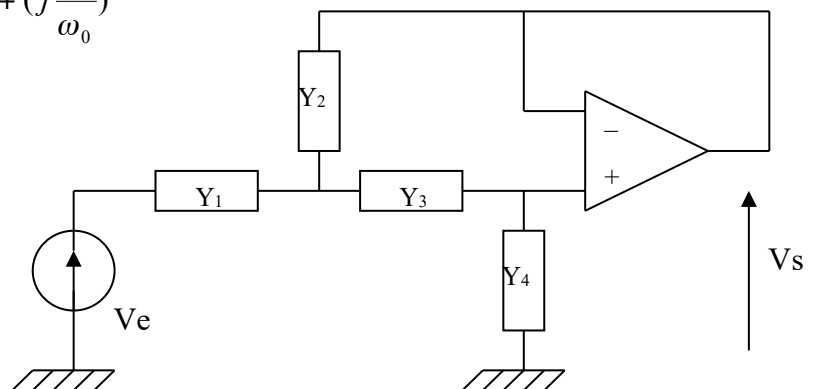 + (j ω₀)
Y₂
−
Y₁
Y₃
+
Y₄
Ve
Vs